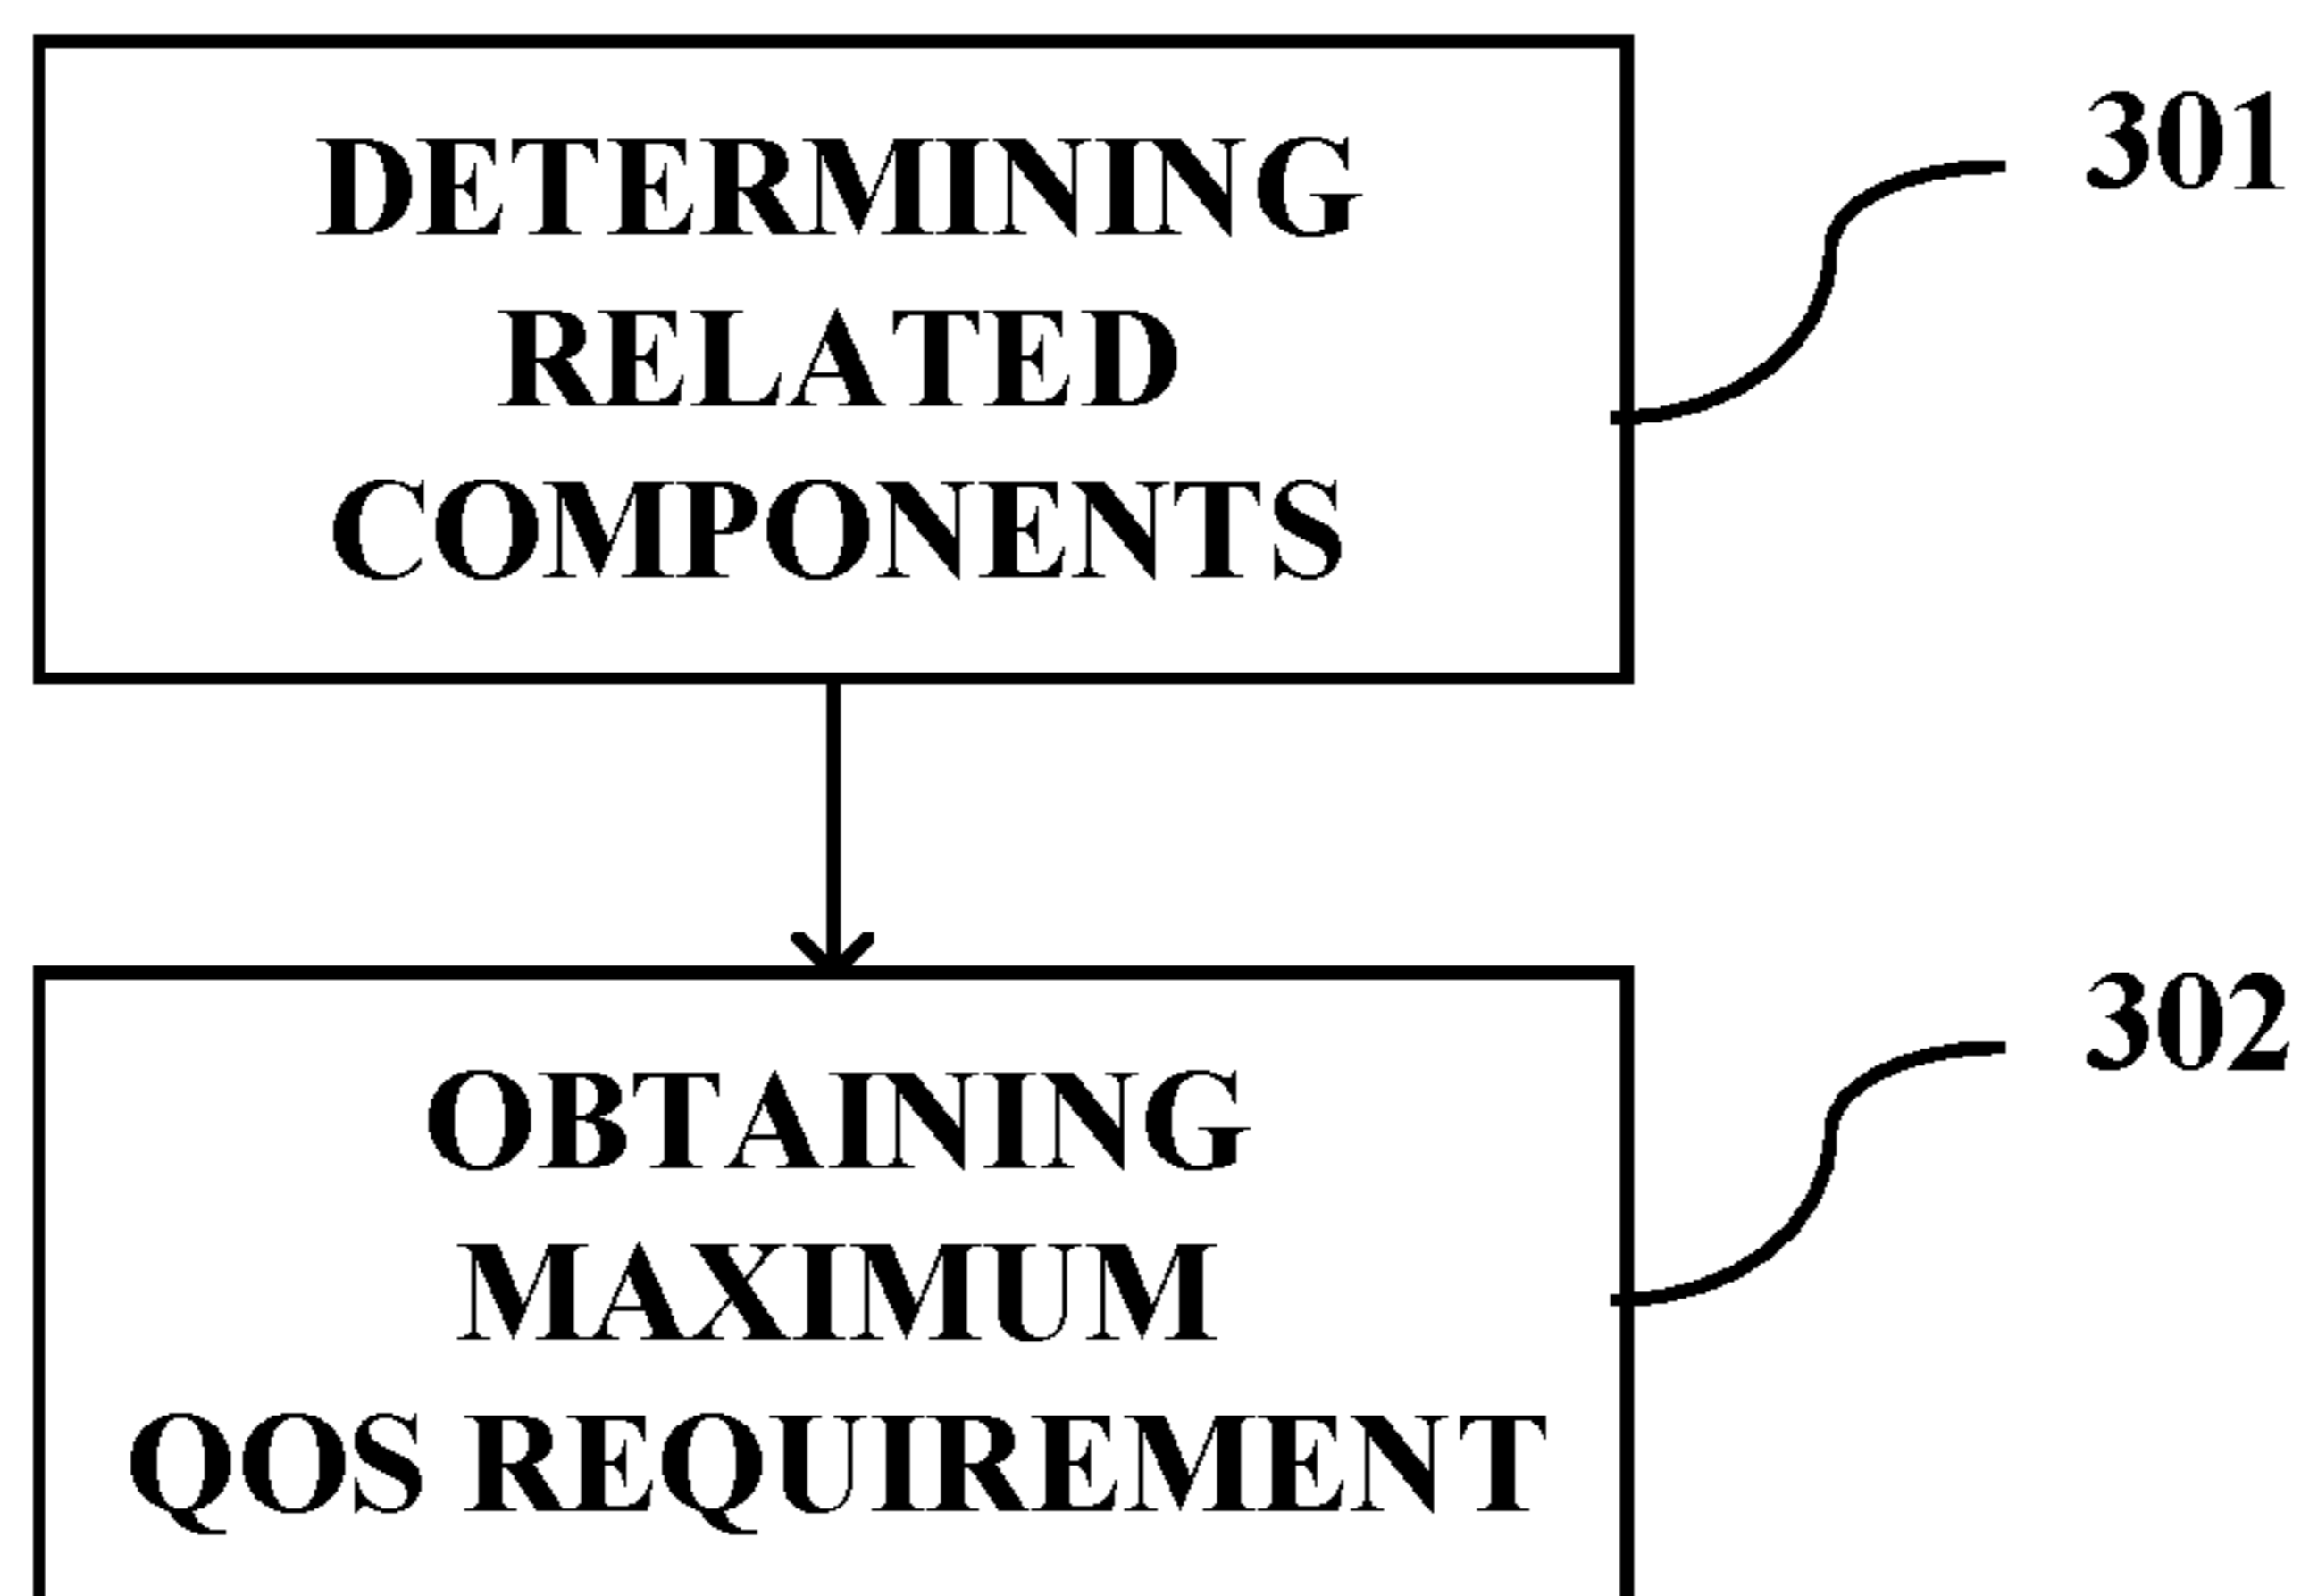 DETERMINING
RELATED
COMPONENTS
301
OBTAINING
MAXIMUM
QOS REQUIREMENT
302